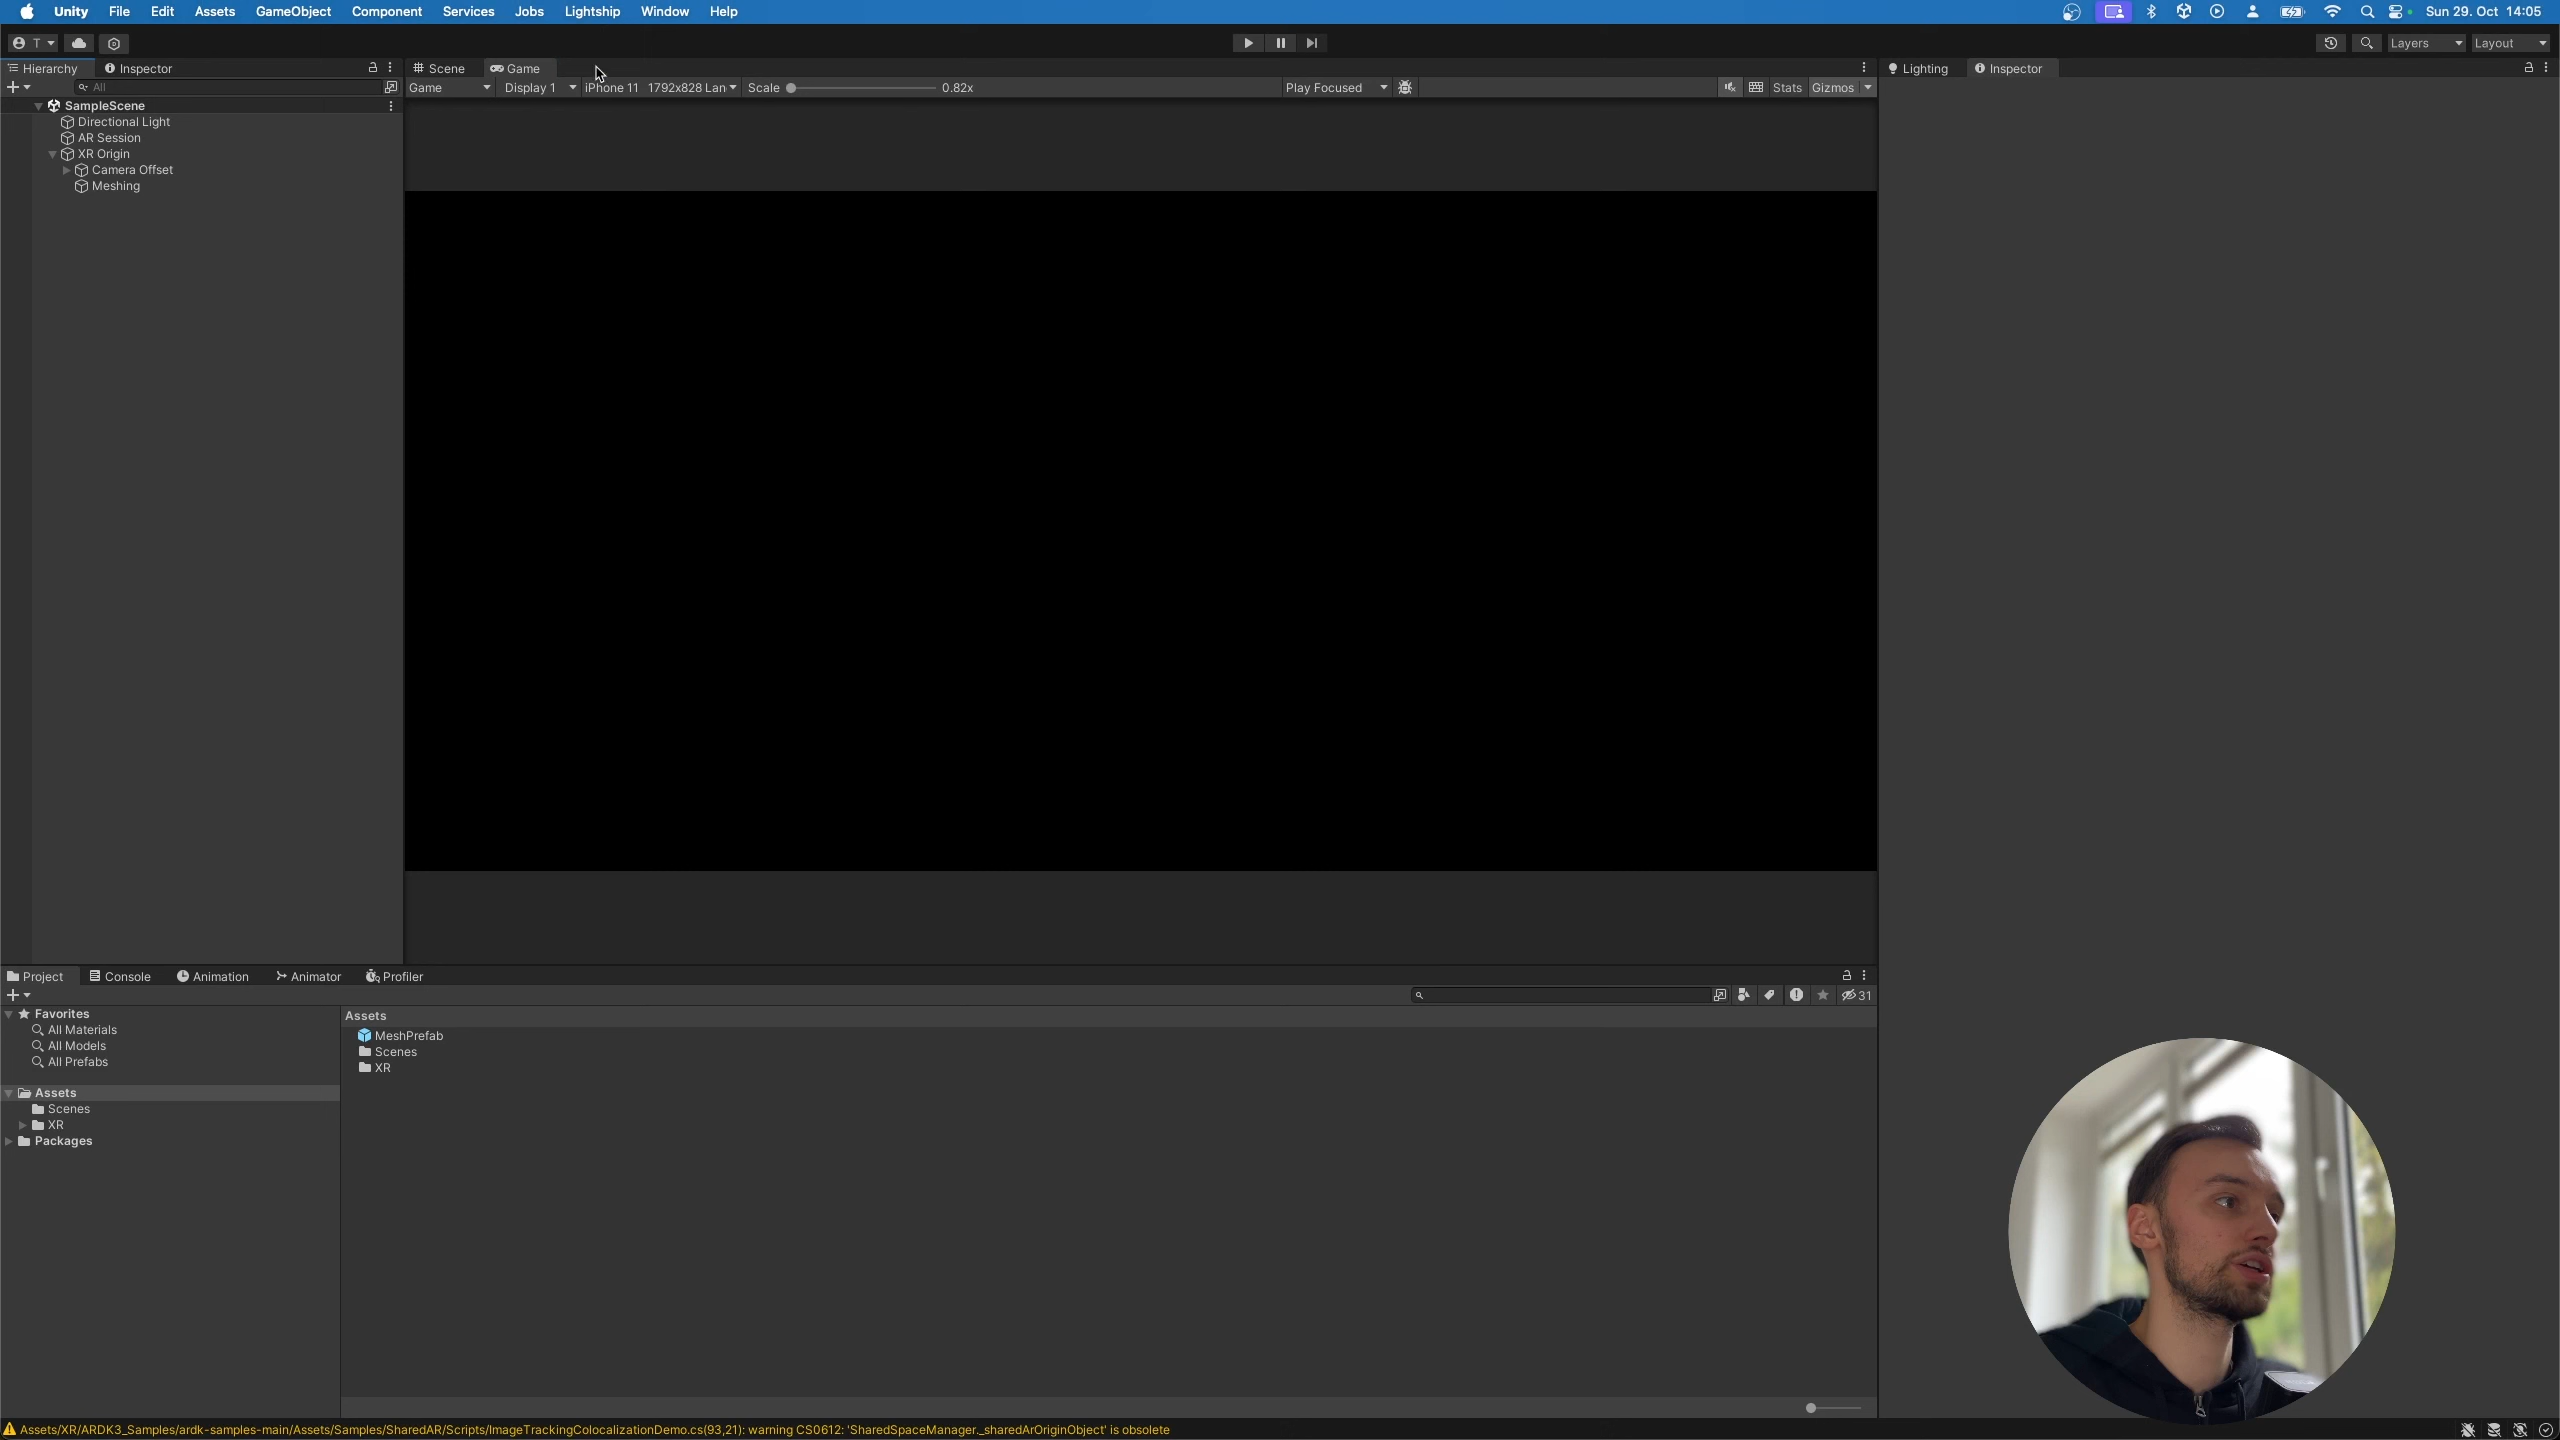 Unity File Edit Assets GameObject Component Services Jobs Lightship Window Help Sun 29. Oct 14:05
T Layers Layout
Hierarchy Inspector Scene Game Lighting Inspector
All Game Display 1 iPhone 11 1792x828 Lan Scale 0.82x Play Focused Stats Gizmos
SampleScene
Directional Light
AR Session
XR Origin
Camera Offset
Meshing
Project Console Animation Animator Profiler
31
Favorites
All Materials
All Models
All Prefabs
Assets
Scenes
XR
Packages
Assets
MeshPrefab
Scenes
XR
Assets/XR/ARDK3_Samples/ardk-samples-main/Assets/Samples/SharedAR/Scripts/ImageTrackingColocalizationDemo.cs(93,21): warning CS0612: 'SharedSpaceManager._sharedArOriginObject' is obsolete